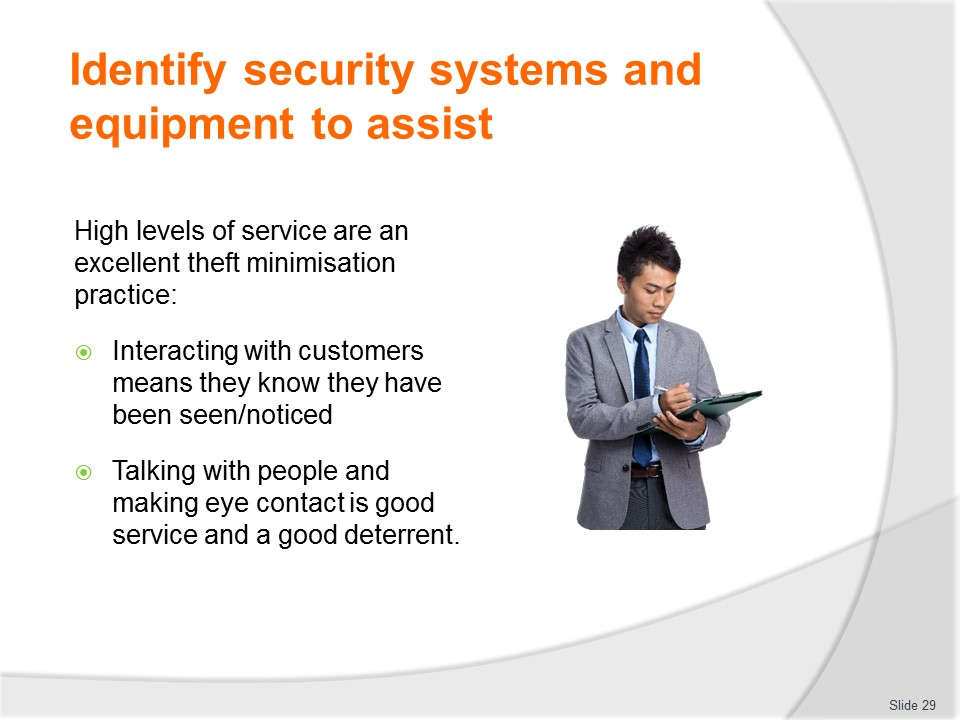 Identify security systems and
equipment to assist
High levels of service are an
excellent theft minimisation
practice:
Interacting with customers
means they know they have
been seen/noticed
Talking with people and
making eye contact is good
service and a good deterrent.
Slide 29